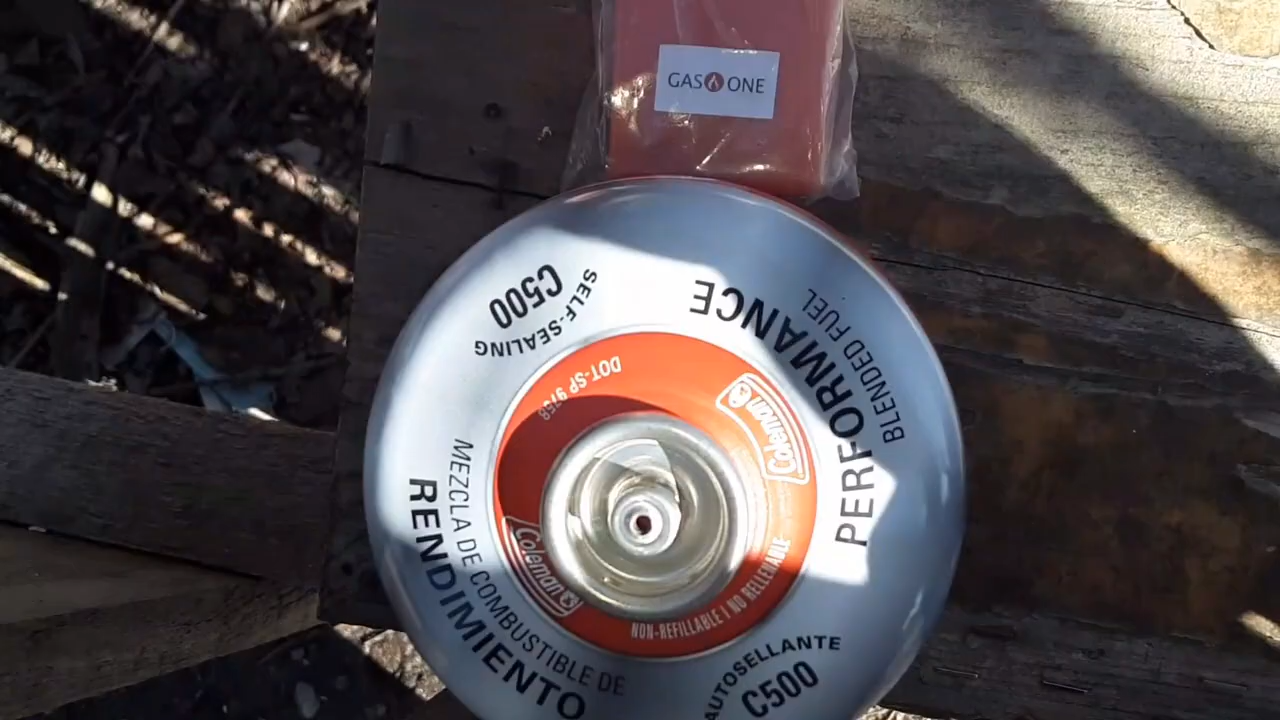 GAS ONE
SELF-SEALING
C500
PERFORMANCE
BLENDED FUEL
DOT-SP 9758
Coleman
MEZCLA DE COMBUSTIBLE DE
RENDIMIENTO
Coleman
NON-REFILLABLE | NO RELLENABLE
AUTOSELLANTE
C500